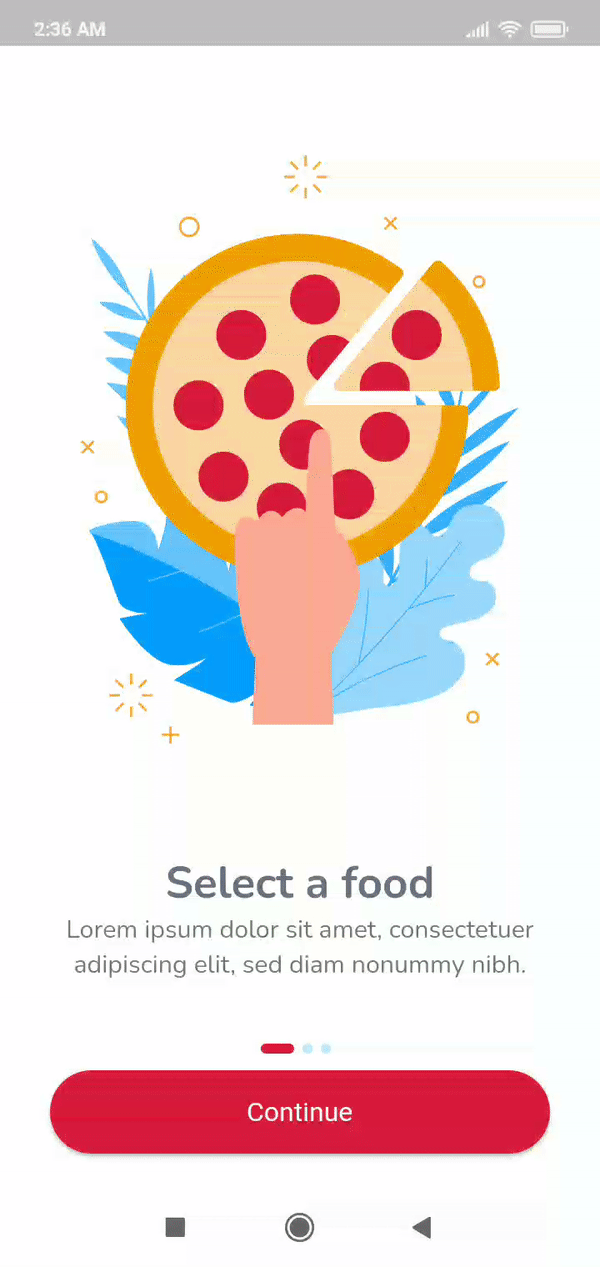 2:36 AM
Select a food
Lorem ipsum dolor sit amet, consectetuer
adipiscing elit, sed diam nonummy nibh.
Continue